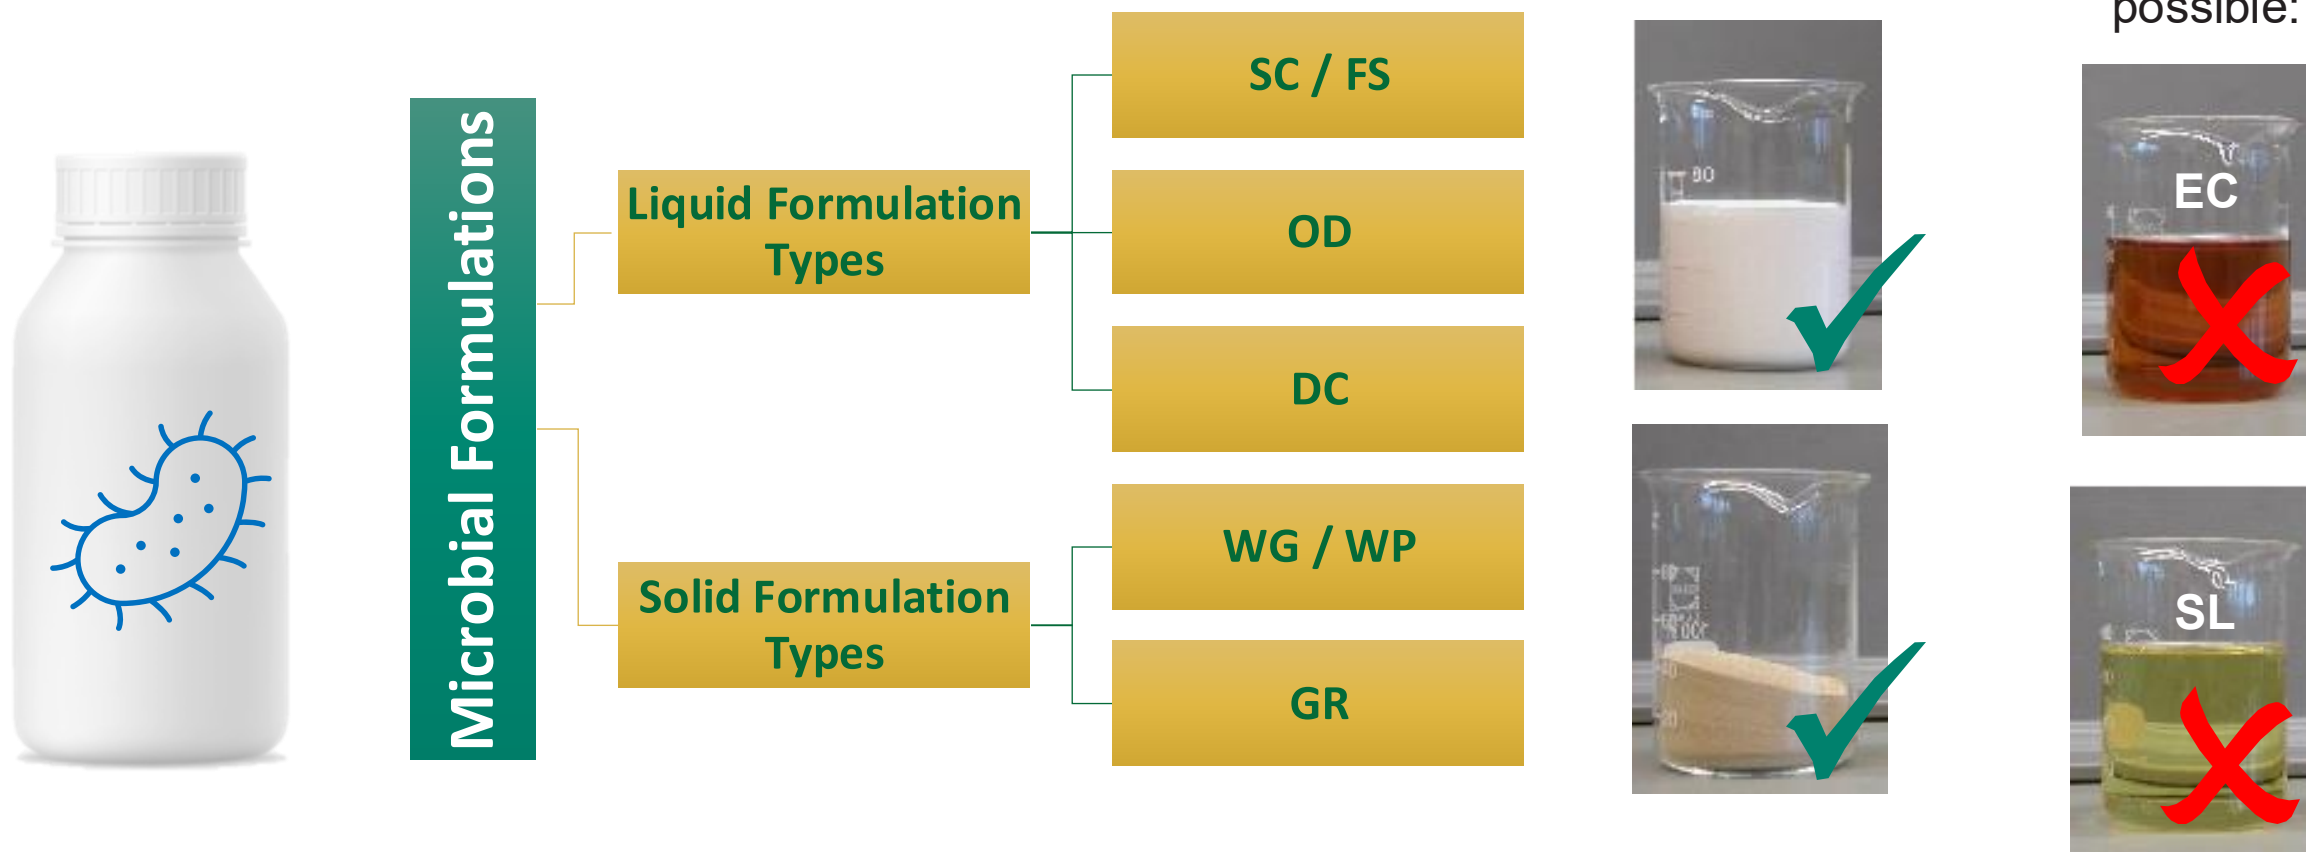 possible:
Microbial Formulations
Liquid Formulation
Types
SC / FS
OD
DC
Solid Formulation
Types
WG / WP
GR
80
EC
SL